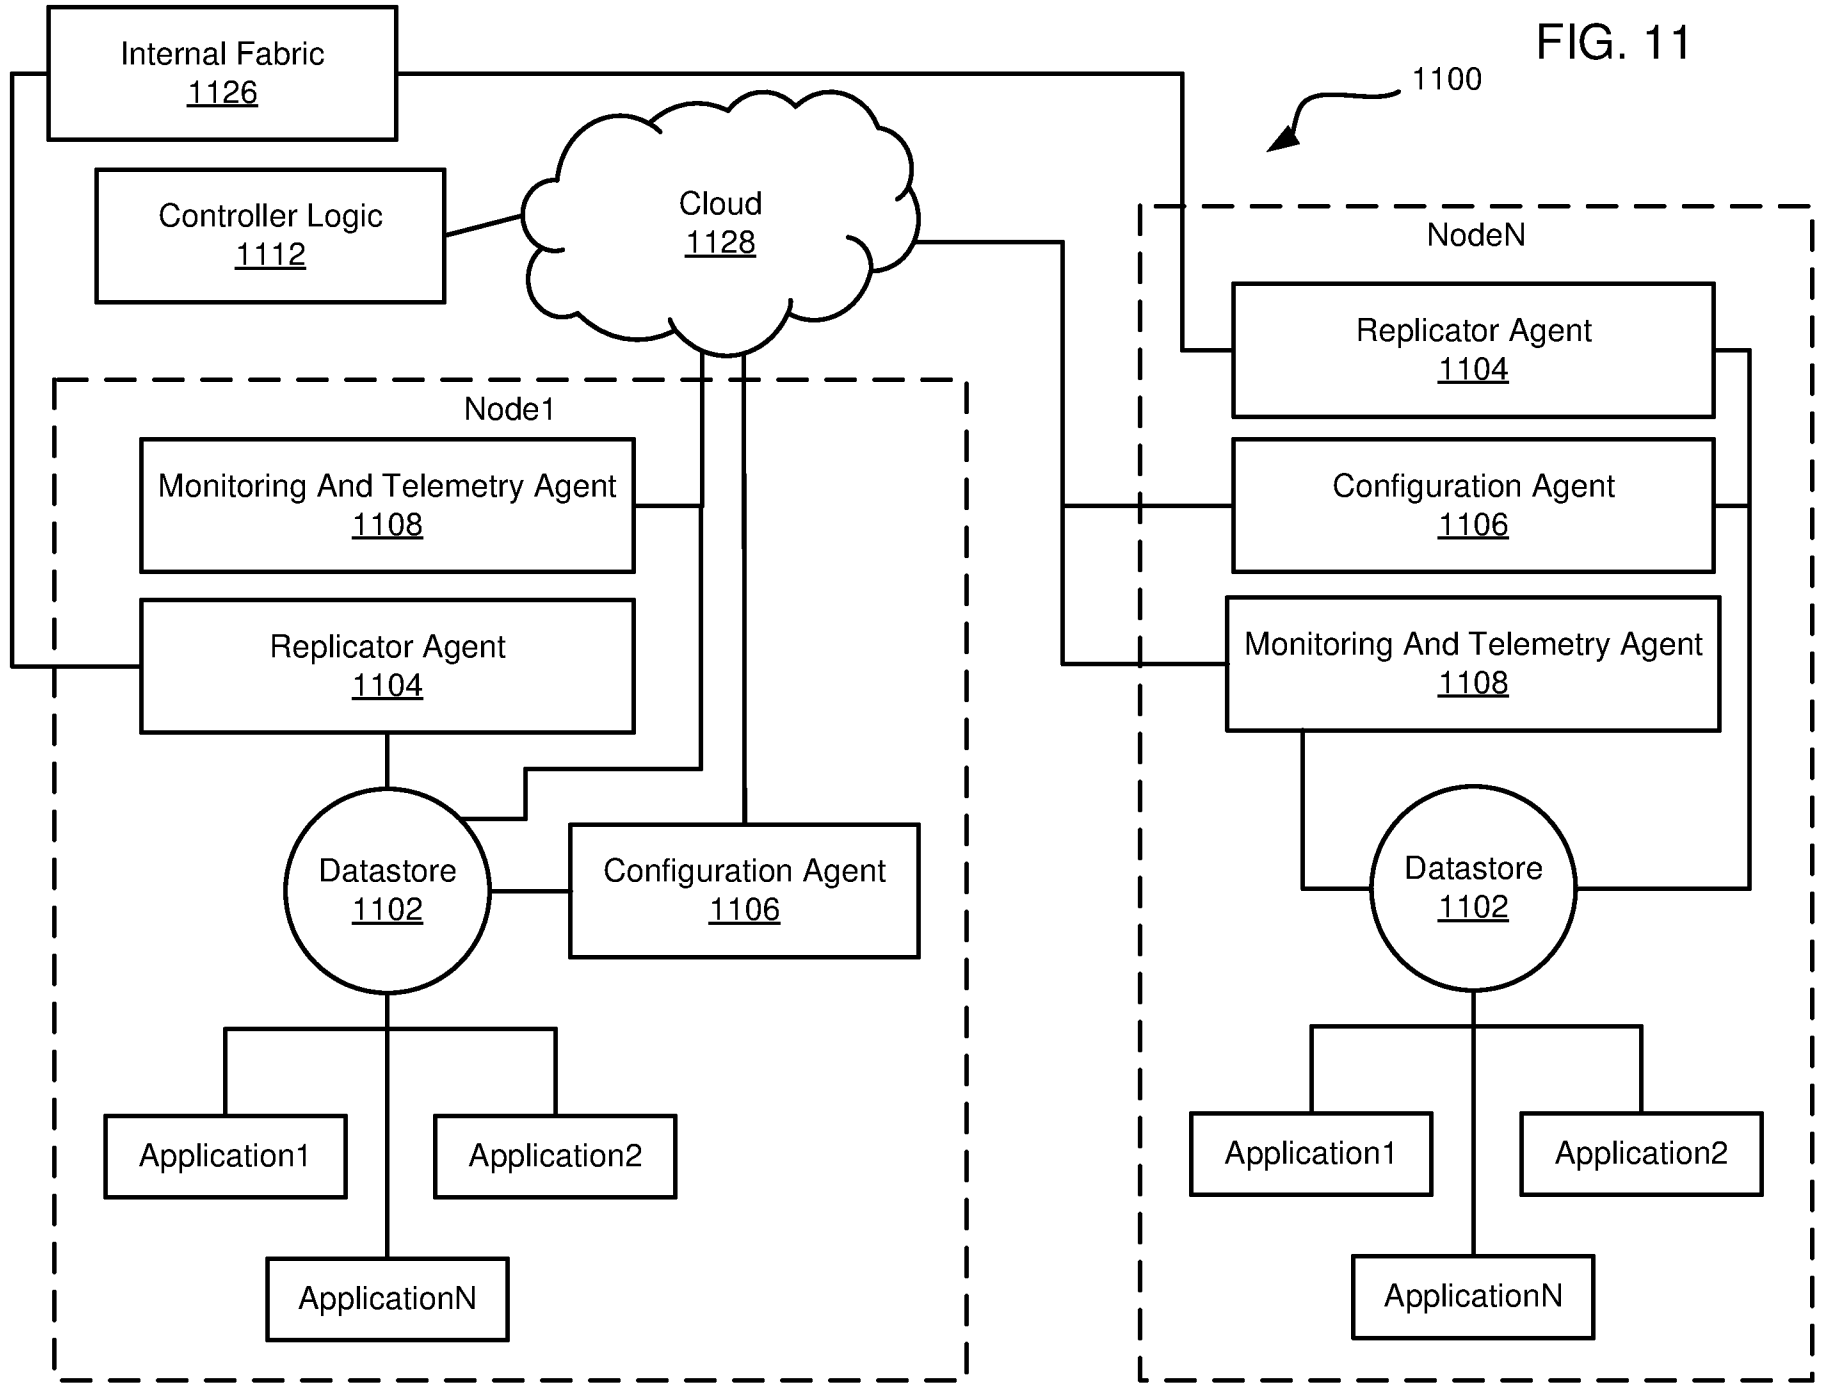 FIG. 11
1100
Internal Fabric
1126
Controller Logic
1112
Cloud
1128
Node1
Monitoring And Telemetry Agent
1108
Replicator Agent
1104
Datastore
1102
Configuration Agent
1106
Application1
Application2
ApplicationN
NodeN
Replicator Agent
1104
Configuration Agent
1106
Monitoring And Telemetry Agent
1108
Datastore
1102
Application1
Application2
ApplicationN